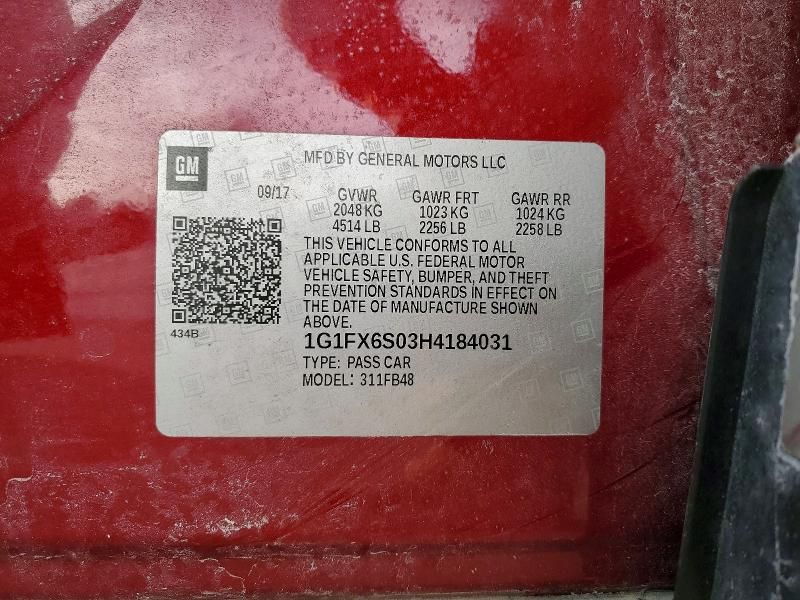 GM
MFD BY GENERAL MOTORS LLC
09/17 GVWR GAWR FRT GAWR RR
2048 KG 1023 KG 1024 KG
4514 LB 2256 LB 2258 LB
THIS VEHICLE CONFORMS TO ALL
APPLICABLE U.S. FEDERAL MOTOR
VEHICLE SAFETY, BUMPER, AND THEFT
PREVENTION STANDARDS IN EFFECT ON
THE DATE OF MANUFACTURE SHOWN
ABOVE.
434B
1G1FX6S03H4184031
TYPE: PASS CAR
MODEL: 311FB48